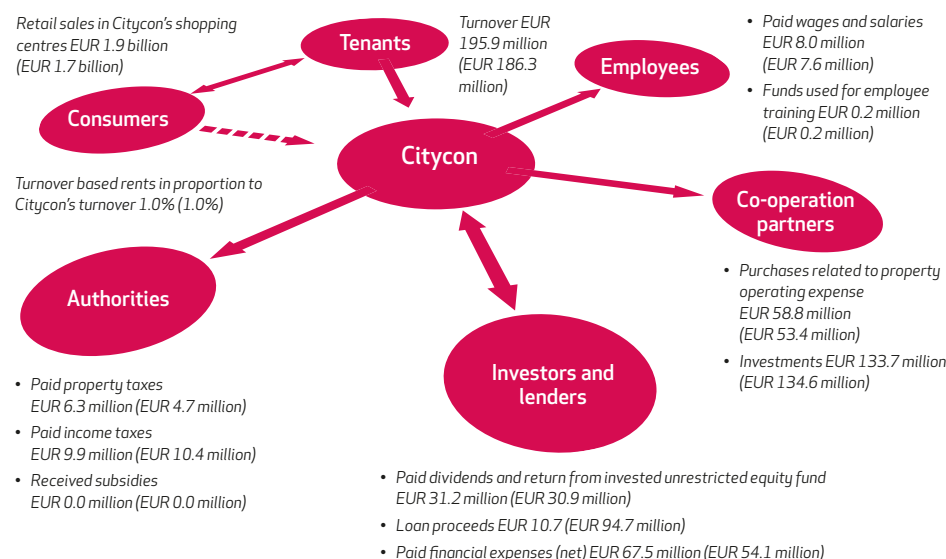 Retail sales in Citycon's shopping
centres EUR 1.9 billion
(EUR 1.7 billion)
Tenants
Turnover EUR
195.9 million
(EUR 186.3
million)
Employees
• Paid wages and salaries
EUR 8.0 million
(EUR 7.6 million)
• Funds used for employee
training EUR 0.2 million
(EUR 0.2 million)
Consumers
Citycon
Turnover based rents in proportion to
Citycon's turnover 1.0% (1.0%)
Co-operation
partners
Authorities
• Purchases related to property
operating expense
EUR 58.8 million
(EUR 53.4 million)
• Investments EUR 133.7 million
(EUR 134.6 million)
Investors and
lenders
• Paid property taxes
EUR 6.3 million (EUR 4.7 million)
• Paid income taxes
EUR 9.9 million (EUR 10.4 million)
• Received subsidies
EUR 0.0 million (EUR 0.0 million)
• Paid dividends and return from invested unrestricted equity fund
EUR 31.2 million (EUR 30.9 million)
• Loan proceeds EUR 10.7 (EUR 94.7 million)
• Paid financial expenses (net) EUR 67.5 million (EUR 54.1 million)